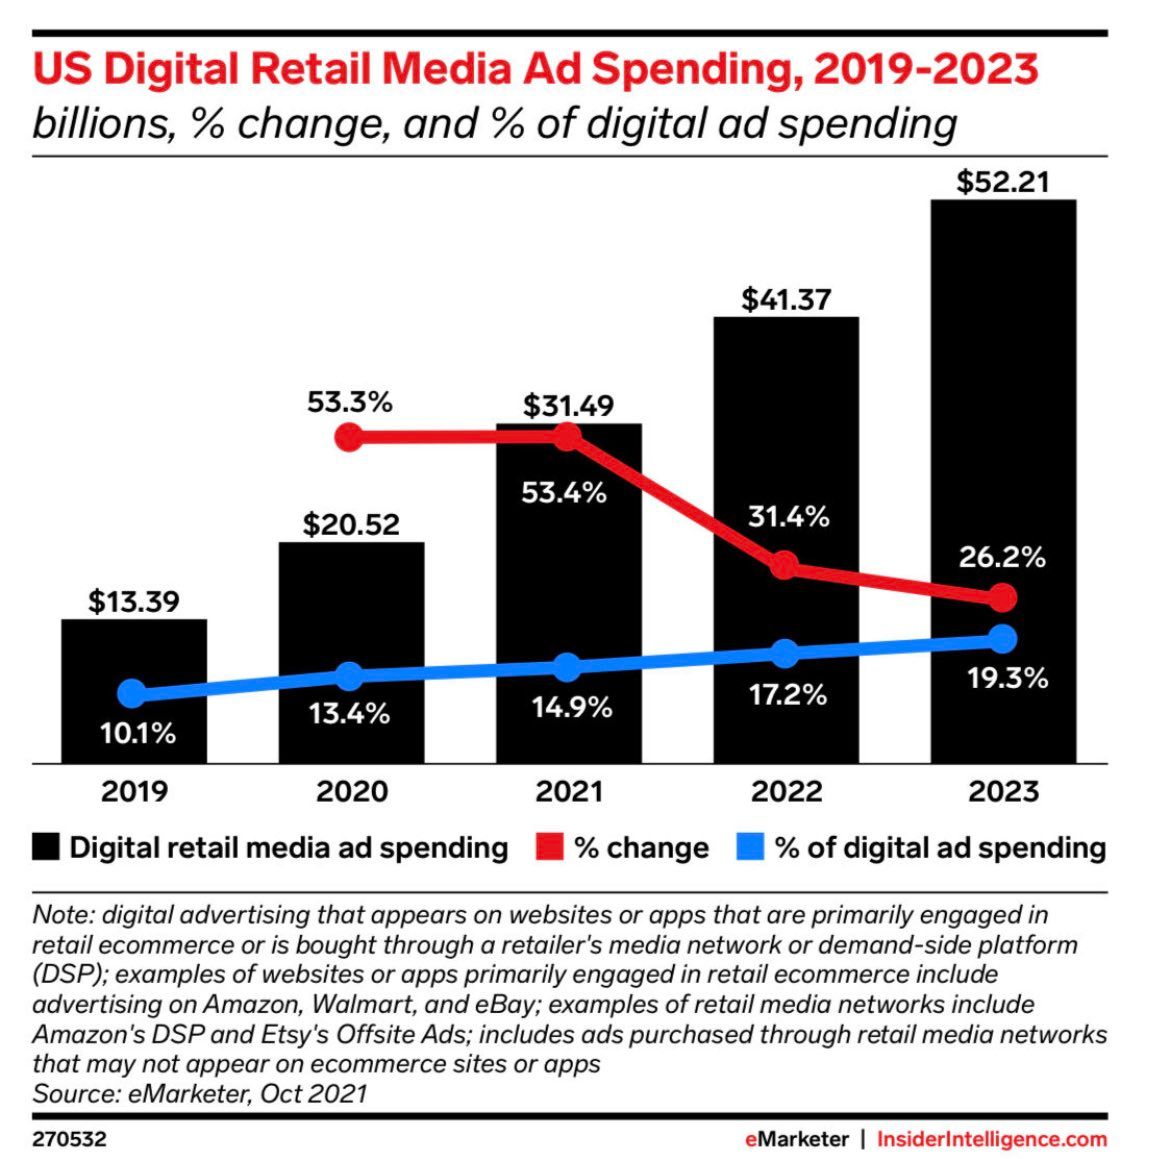 US Digital Retail Media Ad Spending, 2019-2023
billions, % change, and % of digital ad spending
$52.21
$41.37
53.3%
$31.49
53.4%
$20.52
31.4%
26.2%
$13.39
10.1%
13.4%
14.9%
17.2%
19.3%
2019
2020
2021
2022
2023
Digital retail media ad spending
% change
% of digital ad spending
Note: digital advertising that appears on websites or apps that are primarily engaged in
retail ecommerce or is bought through a retailer's media network or demand-side platform
(DSP); examples of websites or apps primarily engaged in retail ecommerce include
advertising on Amazon, Walmart, and eBay; examples of retail media networks include
Amazon's DSP and Etsy's Offsite Ads; includes ads purchased through retail media networks
that may not appear on ecommerce sites or apps
Source: eMarketer, Oct 2021
270532
eMarketer | InsiderIntelligence.com